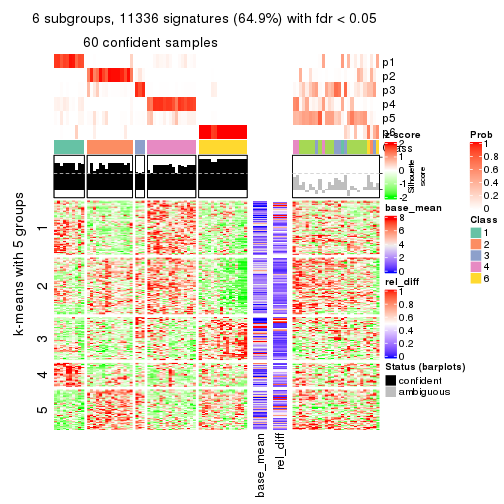 6 subgroups, 11336 signatures (64.9%) with fdr < 0.05
60 confident samples
p1
p2
p3
p4
p5
p6
Class
z-score
2
1
0
-1
-2
Silhouette
score
Prob
1
0.8
0.6
0.4
0.2
0
Class
1
2
3
4
6
base_mean
8
6
4
2
0
rel_diff
1
0.8
0.6
0.4
0.2
0
Status (barplots)
confident
ambiguous
k-means with 5 groups
1
2
3
4
5
base_mean
rel_diff